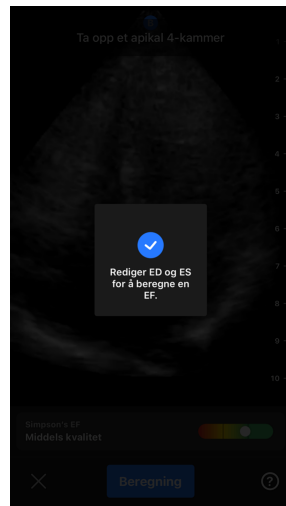 Ta opp et apikal 4-kammer
2
3
4
5
6
7
8
9
10
Rediger ED og ES
for å beregne en
EF.
Simpson's EF
Middels kvalitet
Beregning
?